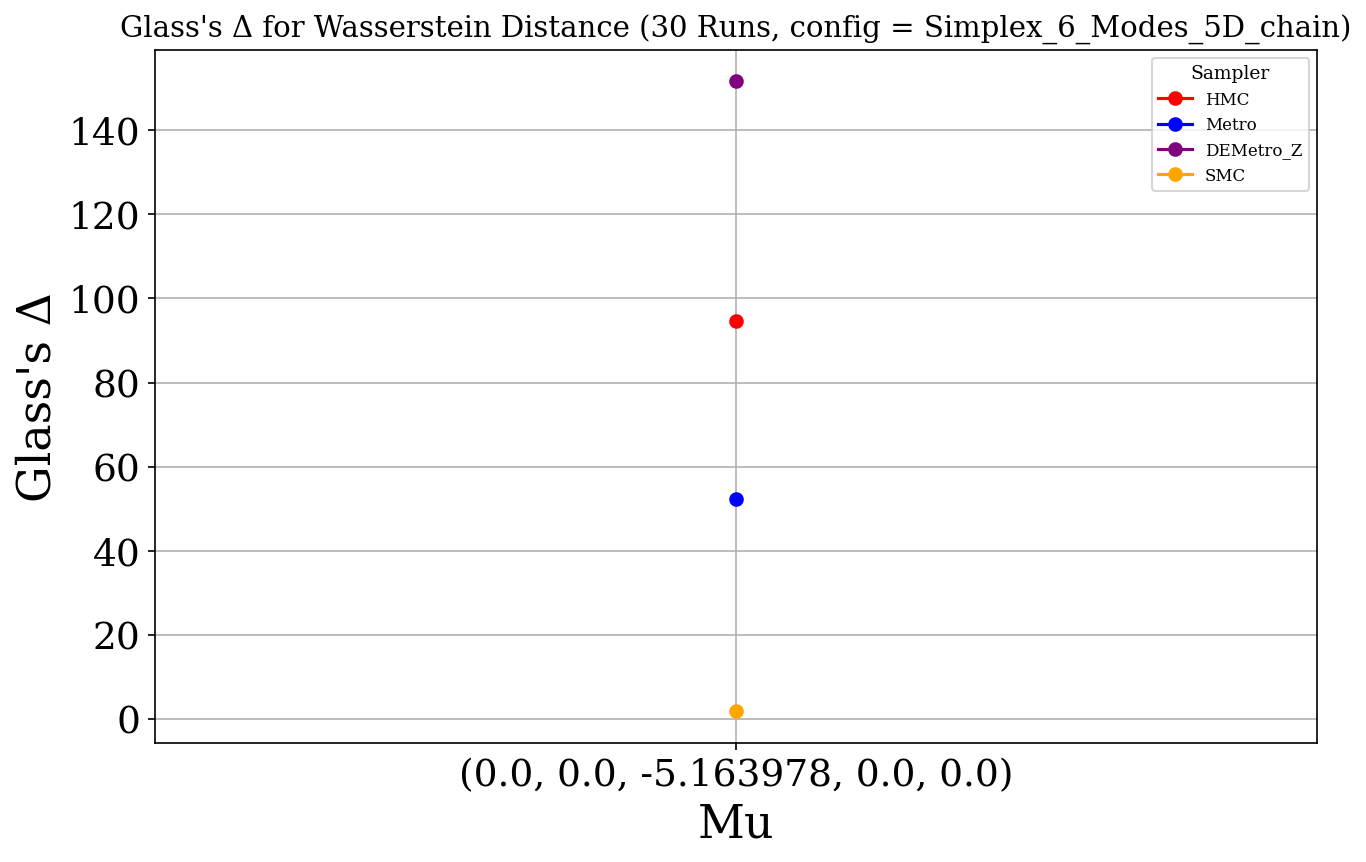 Glass's Δ for Wasserstein Distance (30 Runs, config = Simplex_6_Modes_5D_chain)
Sampler
HMC
Metro
DEMetro_Z
SMC
Glass's Δ
140
120
100
80
60
40
20
0
(0.0, 0.0, -5.163978, 0.0, 0.0)
Mu